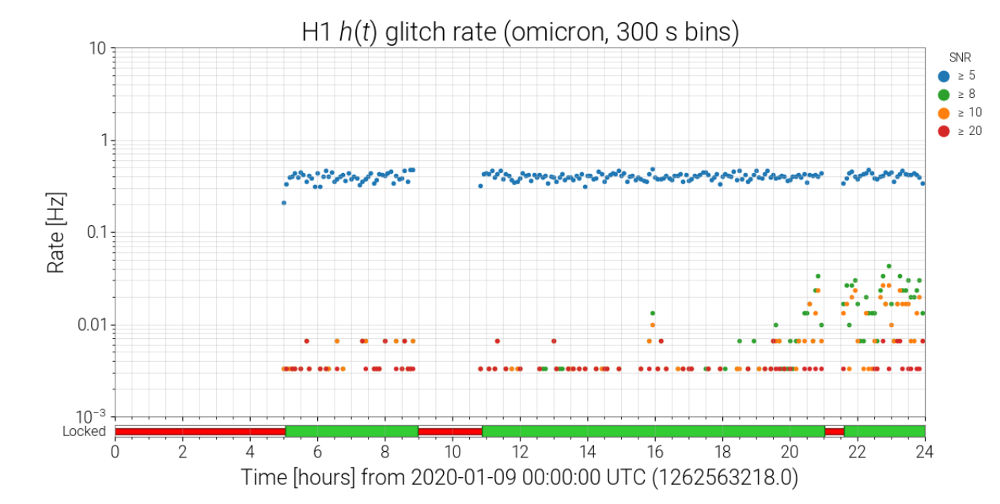 H1 h(t) glitch rate (omicron, 300 s bins)
SNR
≥ 5
≥ 8
≥ 10
≥ 20
Rate [Hz]
10
1
0.1
0.01
10⁻³
Locked
0 2 4 6 8 10 12 14 16 18 20 22 24
Time [hours] from 2020-01-09 00:00:00 UTC (1262563218.0)